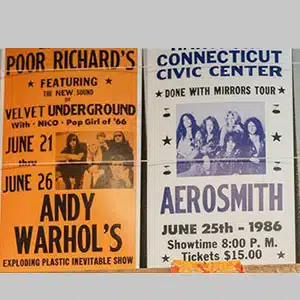 POOR RICHARD'S
★ FEATURING ★
THE NEW SOUND
OF
VELVET UNDERGROUND
With - NICO - Pop Girl of '66
JUNE 21
thru
JUNE 26
ANDY
WARHOL'S
EXPLODING PLASTIC INEVITABLE SHOW
CONNECTICUT
CIVIC CENTER
★ DONE WITH MIRRORS TOUR ★
AEROSMITH
JUNE 25th - 1986
Showtime 8:00 P. M.
Tickets $15.00